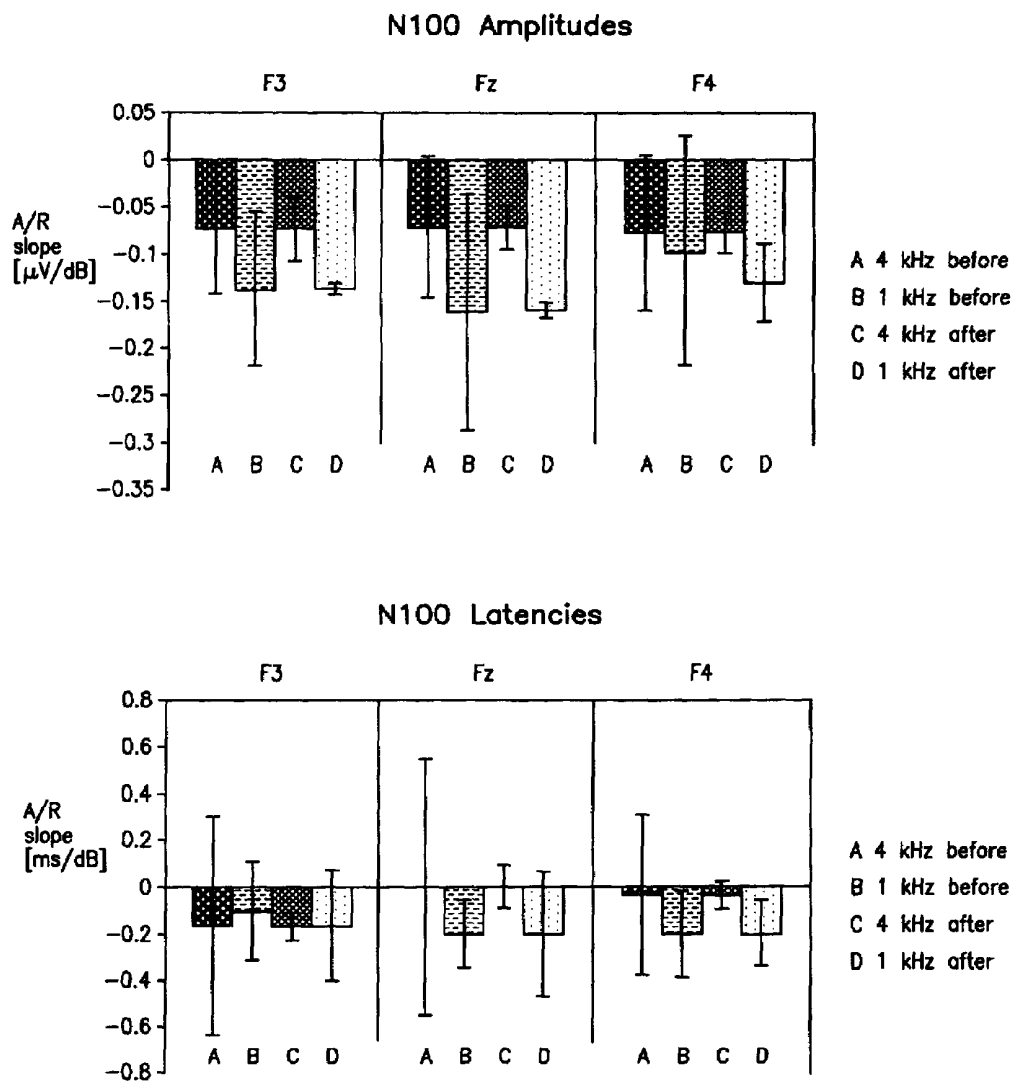 N100 Amplitudes
F3 Fz F4
0.05
0
-0.05
-0.1
-0.15
-0.2
-0.25
-0.3
-0.35
A/R
slope
[μV/dB]
A B C D A B C D A B C D
A 4 kHz before
B 1 kHz before
C 4 kHz after
D 1 kHz after
N100 Latencies
F3 Fz F4
0.8
0.6
0.4
0.2
0
-0.2
-0.4
-0.6
-0.8
A/R
slope
[ms/dB]
A B C D A B C D A B C D
A 4 kHz before
B 1 kHz before
C 4 kHz after
D 1 kHz after